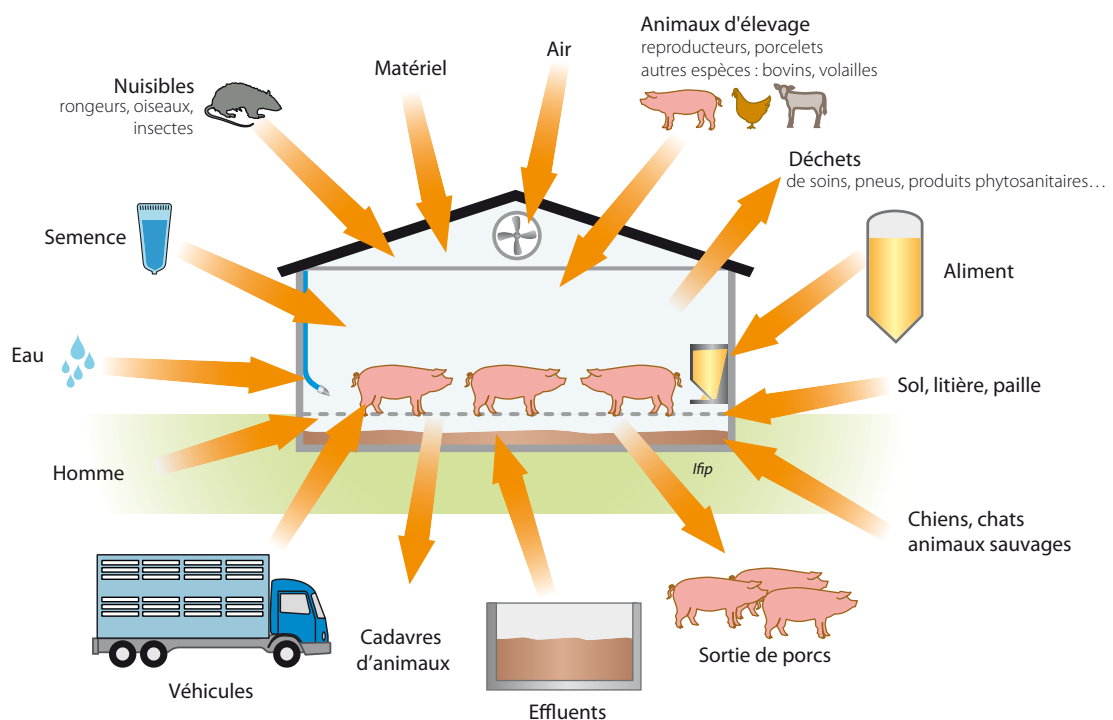 Animaux d'élevage
reproducteurs, porcelets
autres espèces : bovins, volailles
Air
Matériel
Nuisibles
rongeurs, oiseaux,
insectes
Déchets
de soins, pneus, produits phytosanitaires…
Semence
Aliment
Eau
Sol, litière, paille
Homme
Ifip
Chiens, chats
animaux sauvages
Véhicules
Cadavres
d'animaux
Effluents
Sortie de porcs